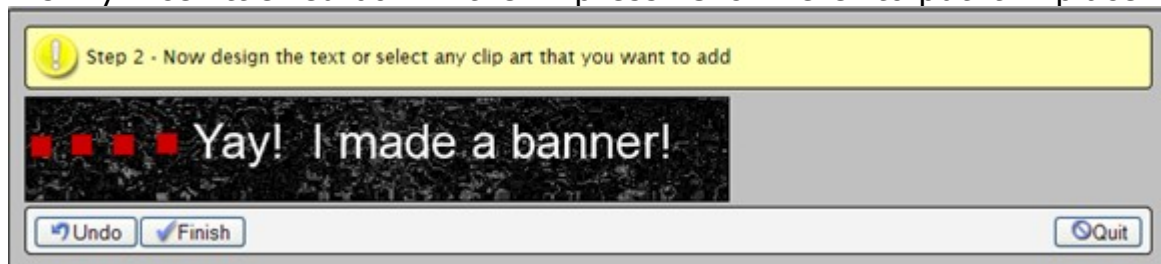 Step 2 - Now design the text or select any clip art that you want to add
Yay! I made a banner!
Undo Finish Quit